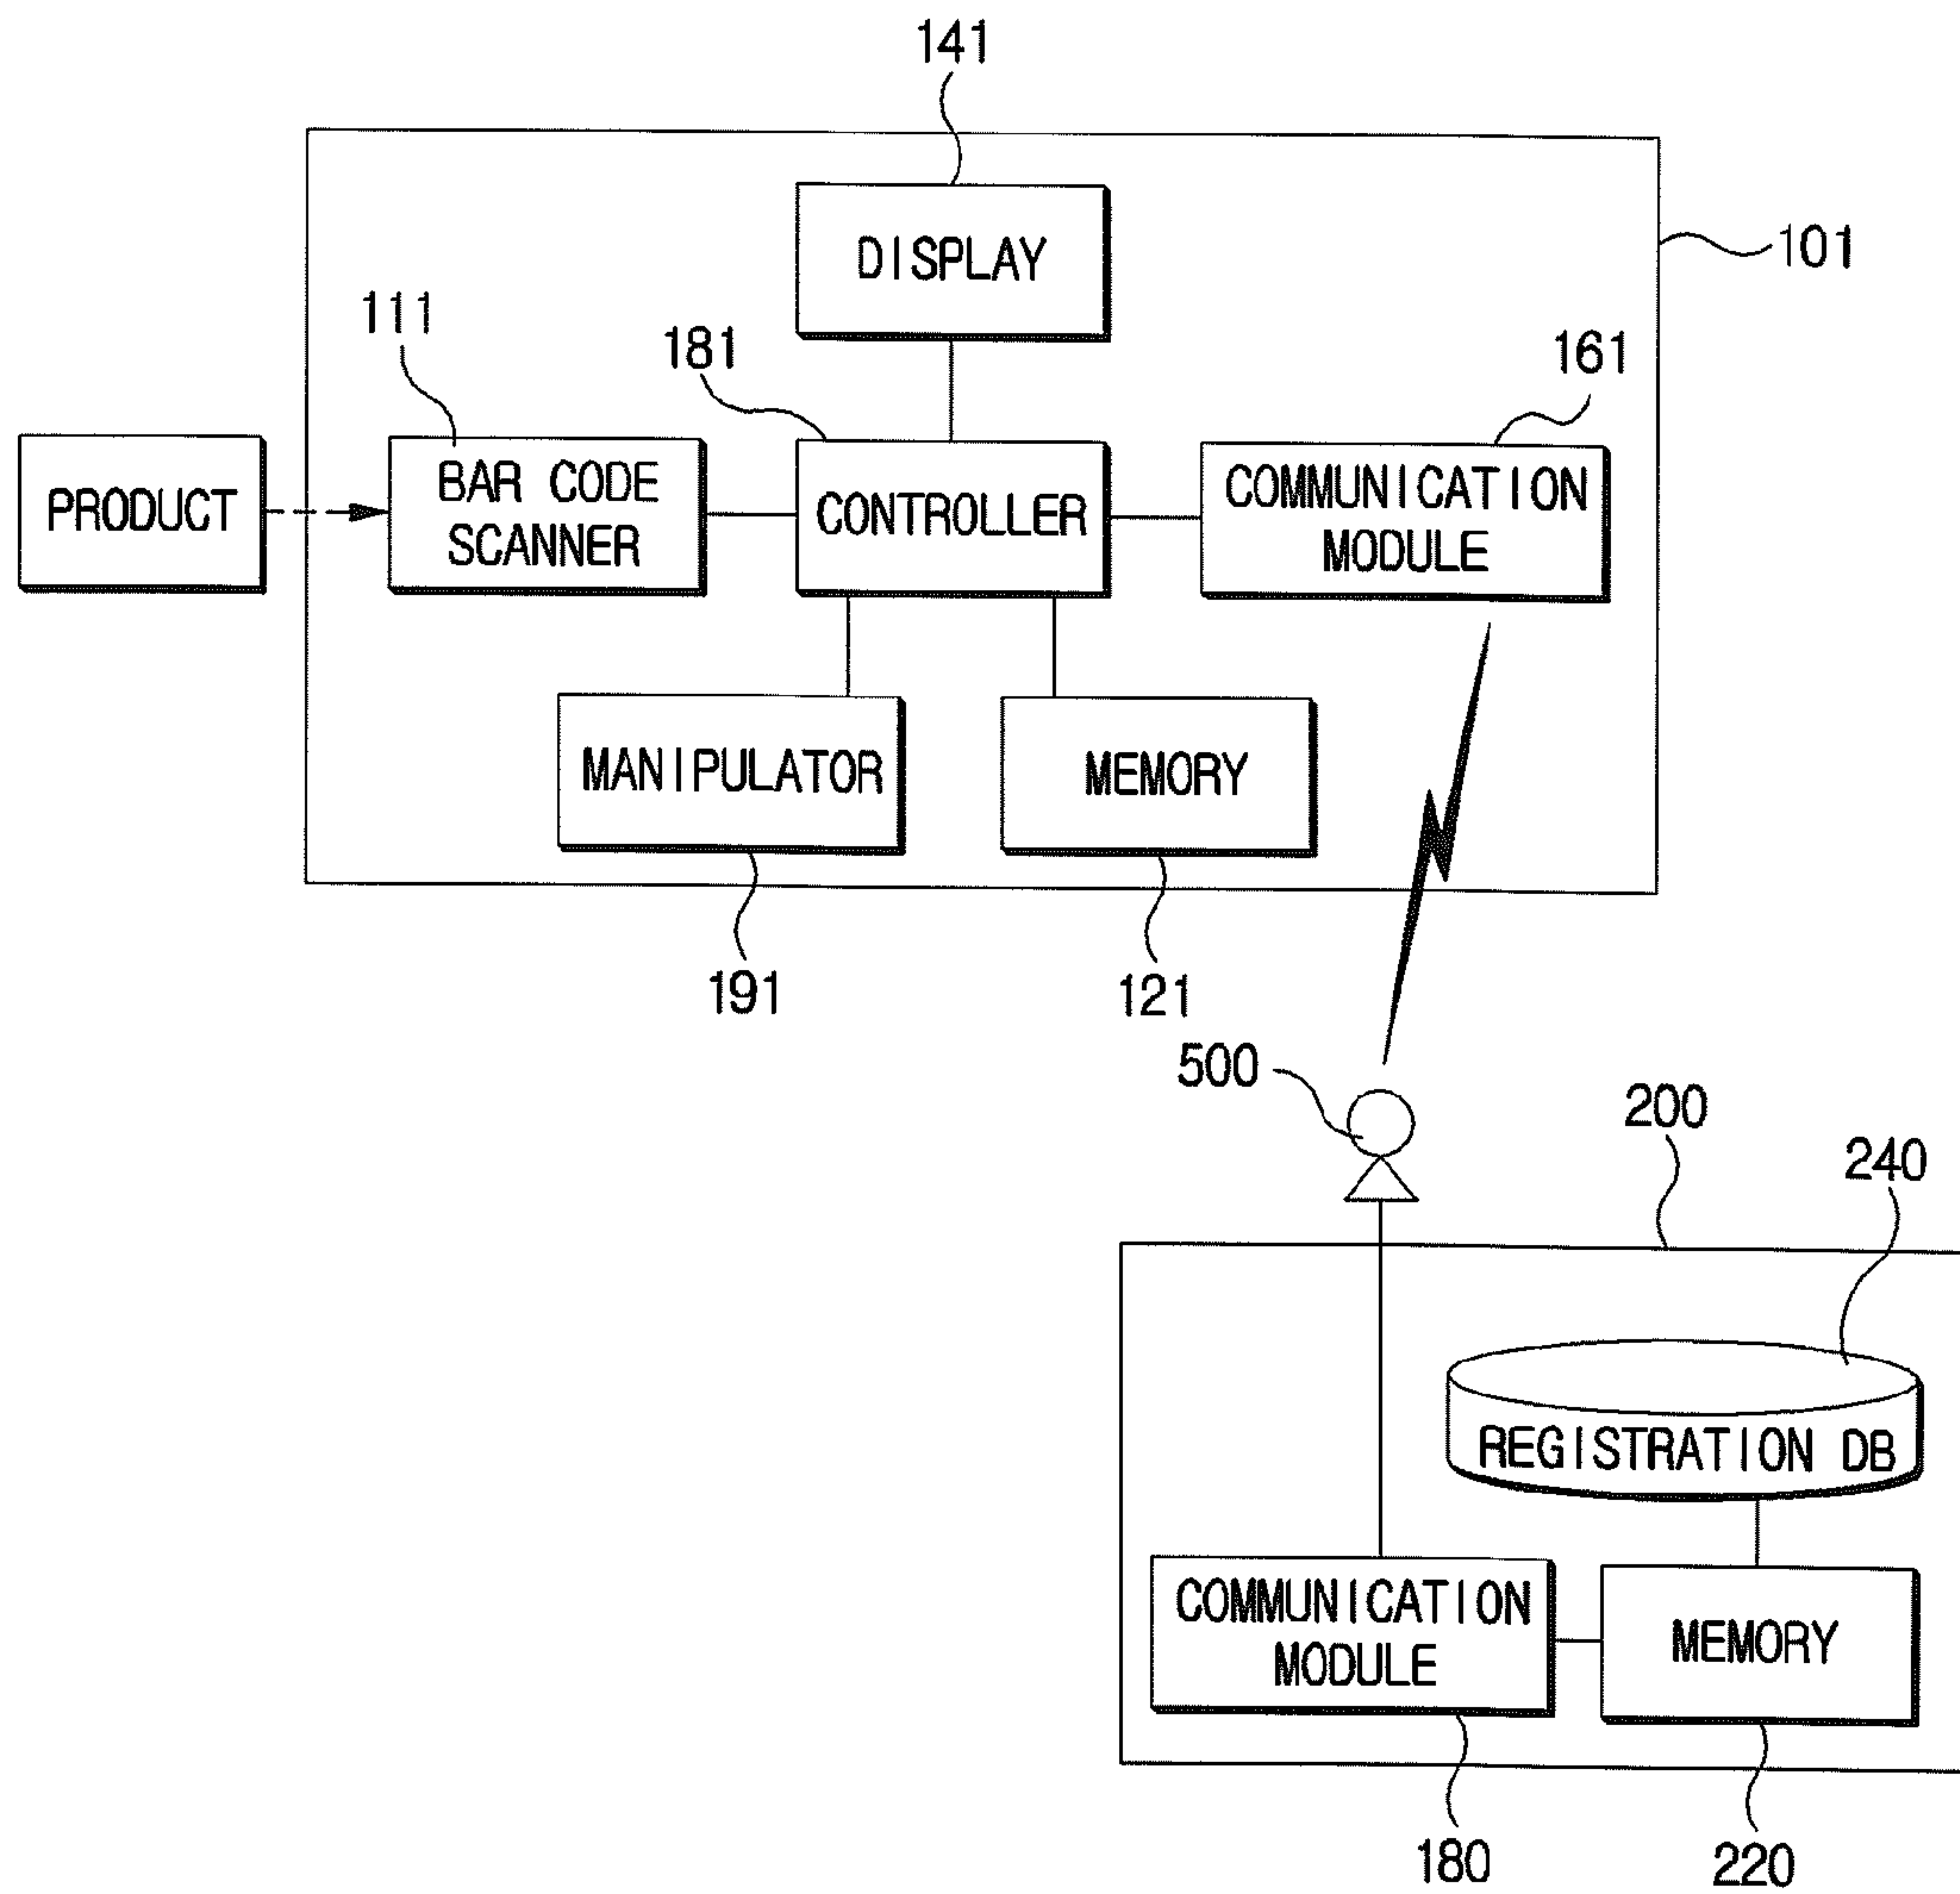 141
DISPLAY
101
111
181
161
PRODUCT
BAR CODE
SCANNER
CONTROLLER
COMMUNICATION
MODULE
MANIPULATOR
MEMORY
191
121
500
200
240
REGISTRATION DB
COMMUNICATION
MODULE
MEMORY
180
220